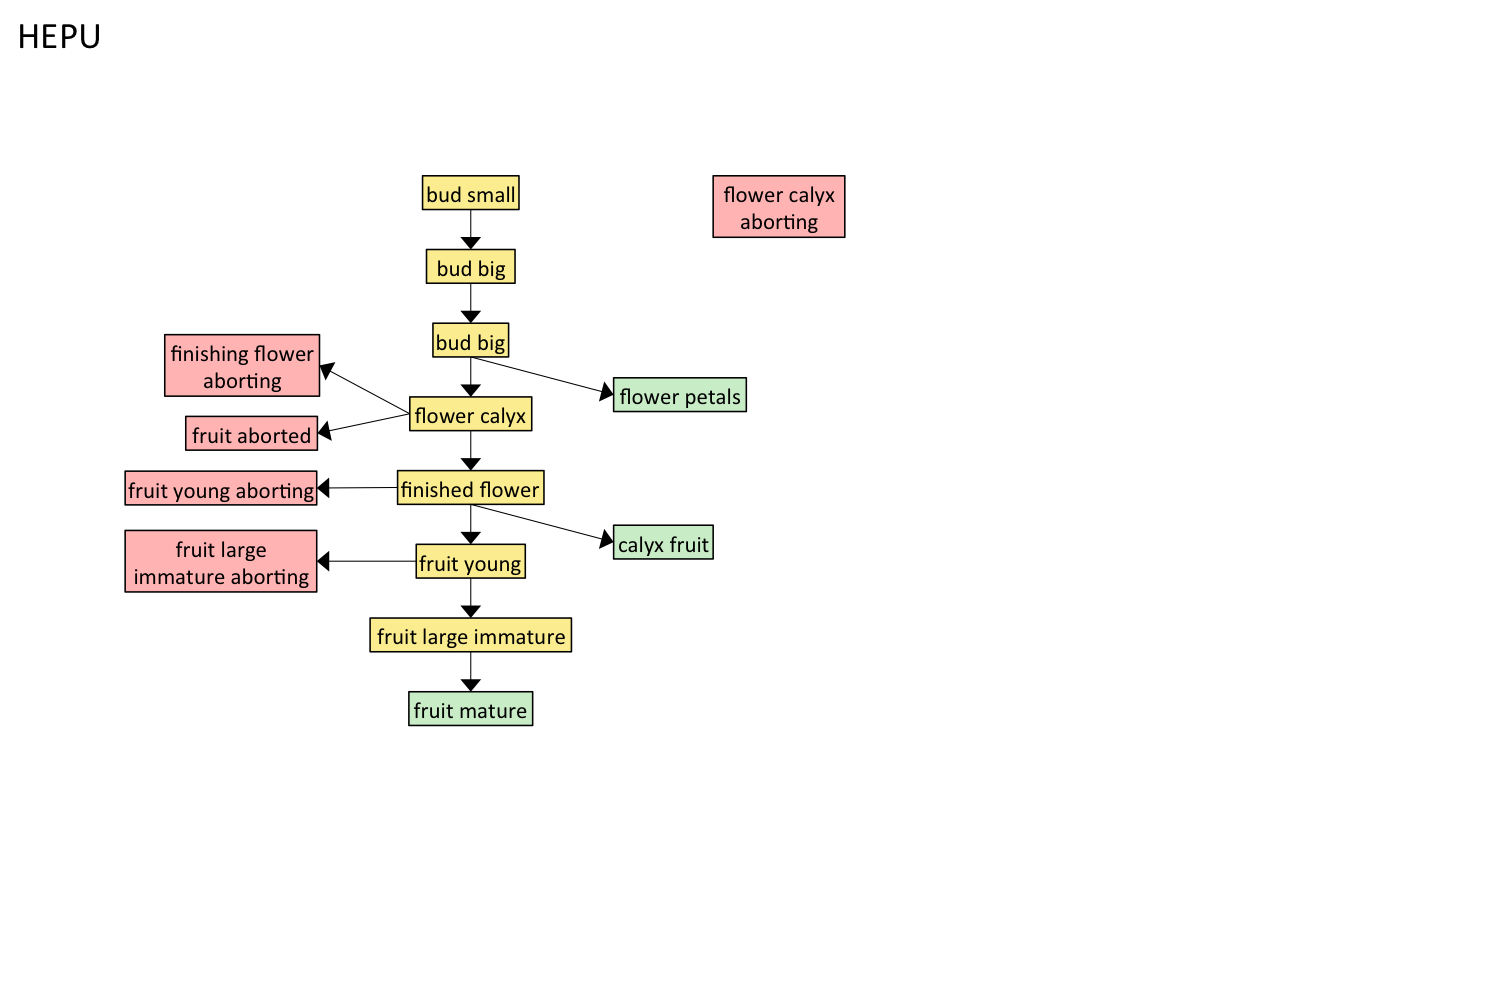 HEPU
bud small
flower calyx
aborting
bud big
bud big
finishing flower
aborting
flower petals
flower calyx
fruit aborted
fruit young aborting
finished flower
calyx fruit
fruit large
immature aborting
fruit young
fruit large immature
fruit mature